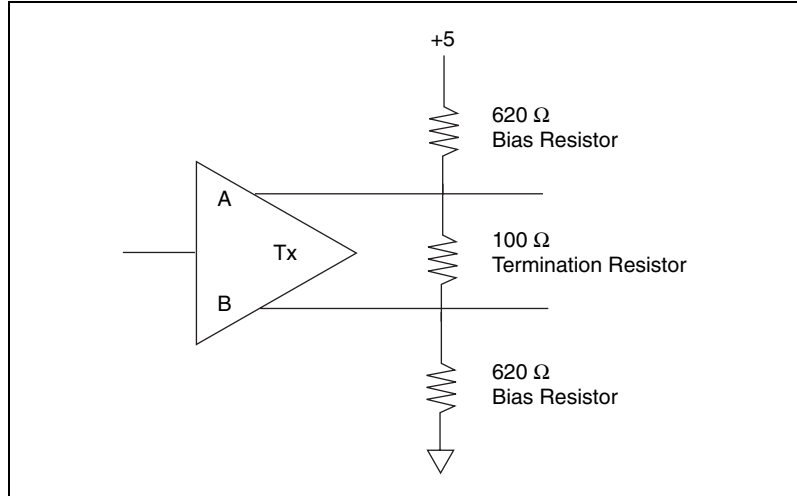 +5
620 Ω
Bias Resistor
A
100 Ω
Termination Resistor
Tx
B
620 Ω
Bias Resistor